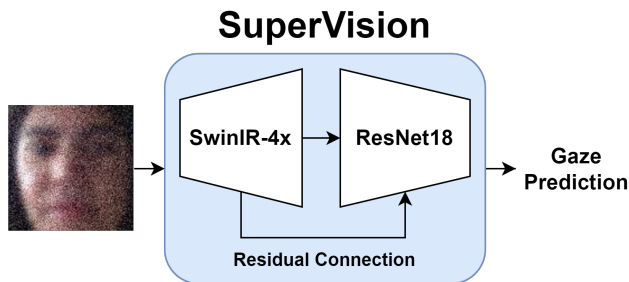 SuperVision
SwinIR-4x
ResNet18
Gaze
Prediction
Residual Connection